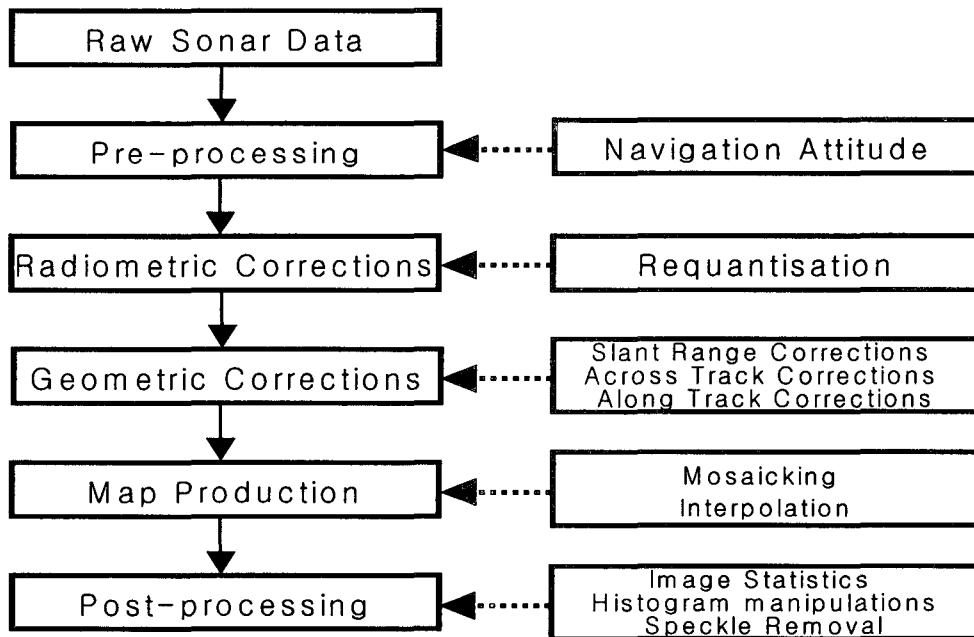 Raw Sonar Data
Pre-processing
Navigation Attitude
Radiometric Corrections
Requantisation
Geometric Corrections
Slant Range Corrections
Across Track Corrections
Along Track Corrections
Map Production
Mosaicking
Interpolation
Post-processing
Image Statistics
Histogram manipulations
Speckle Removal